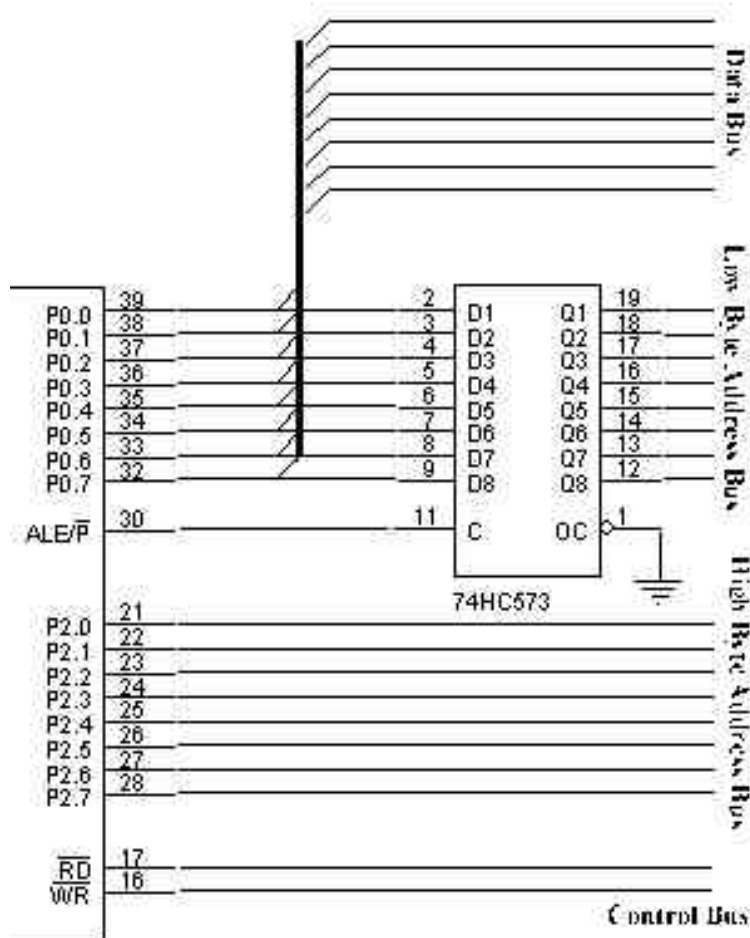 Data Bus
39
P0.0
2
D1
Q1
19
38
P0.1
3
D2
Q2
18
37
P0.2
4
D3
Q3
17
36
P0.3
5
D4
Q4
16
35
P0.4
6
D5
Q5
15
34
P0.5
7
D6
Q6
14
33
P0.6
8
D7
Q7
13
32
P0.7
9
D8
Q8
12
Low Byte Address Bus
ALE/P̅
30
11
C
OC
1
74HC573
P2.0
21
P2.1
22
P2.2
23
P2.3
24
P2.4
25
P2.5
26
P2.6
27
P2.7
28
High Byte Address Bus
R̅D̅
17
W̅R̅
16
Control Bus